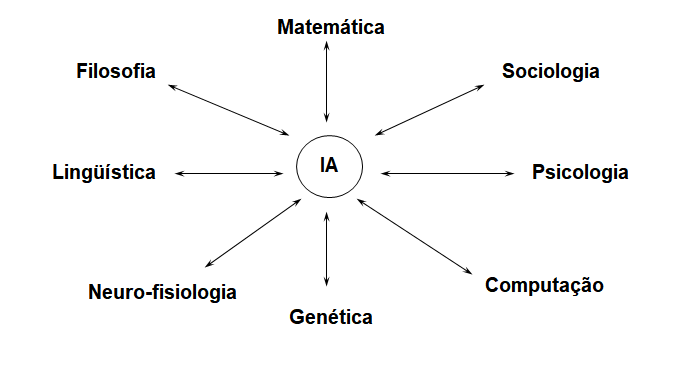 Matemática
Filosofia
Sociologia
IA
Lingüística
Psicologia
Neuro-fisiologia
Computação
Genética